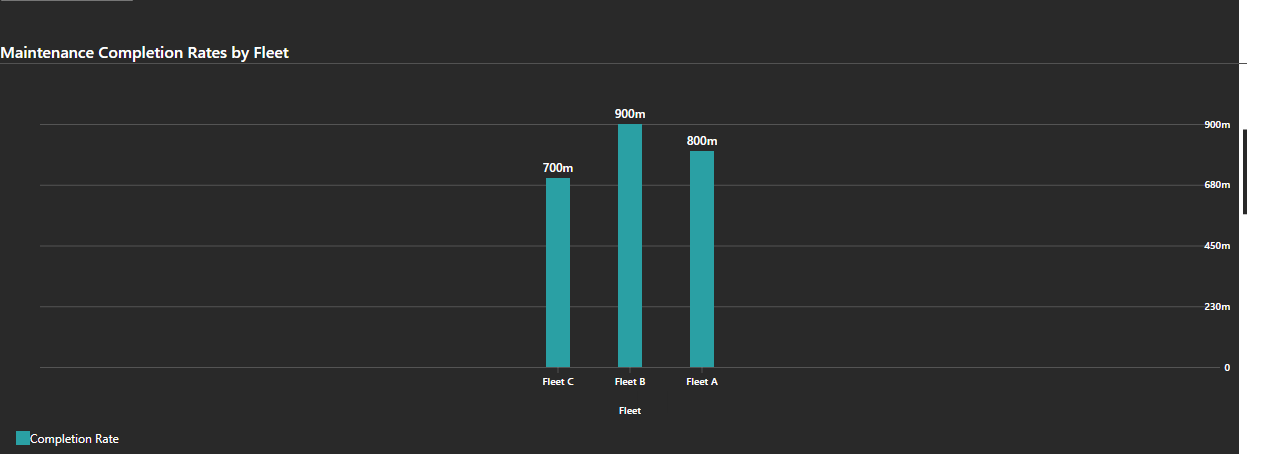 Maintenance Completion Rates by Fleet
900m
800m
700m
900m
680m
450m
230m
0
Fleet C Fleet B Fleet A
Fleet
Completion Rate